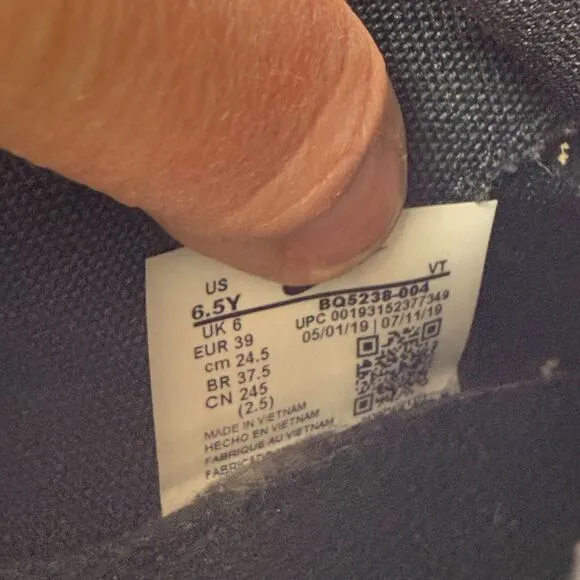 US
6.5Y
VT
BQ5238-004
UK 6
UPC 00193152377349
EUR 39
05/01/19 | 07/11/19
cm 24.5
BR 37.5
CN 245
(2.5)
MADE IN VIETNAM
HECHO EN VIETNAM
FABRIQUE AU VIETNAM